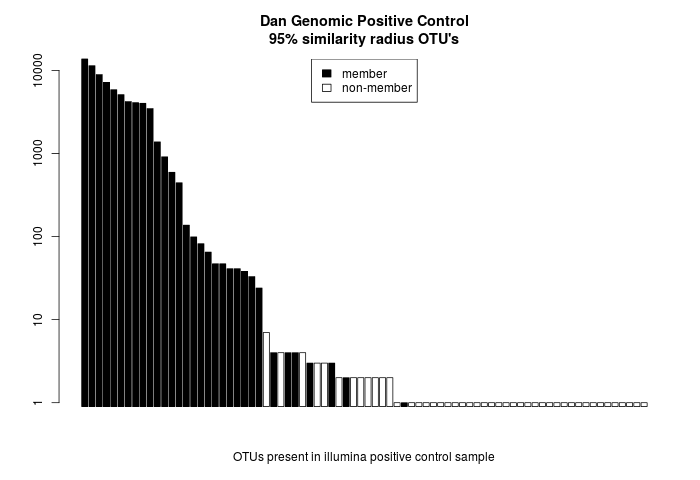 Dan Genomic Positive Control
95% similarity radius OTU's
member
non-member
10000
1000
100
10
1
OTUs present in illumina positive control sample